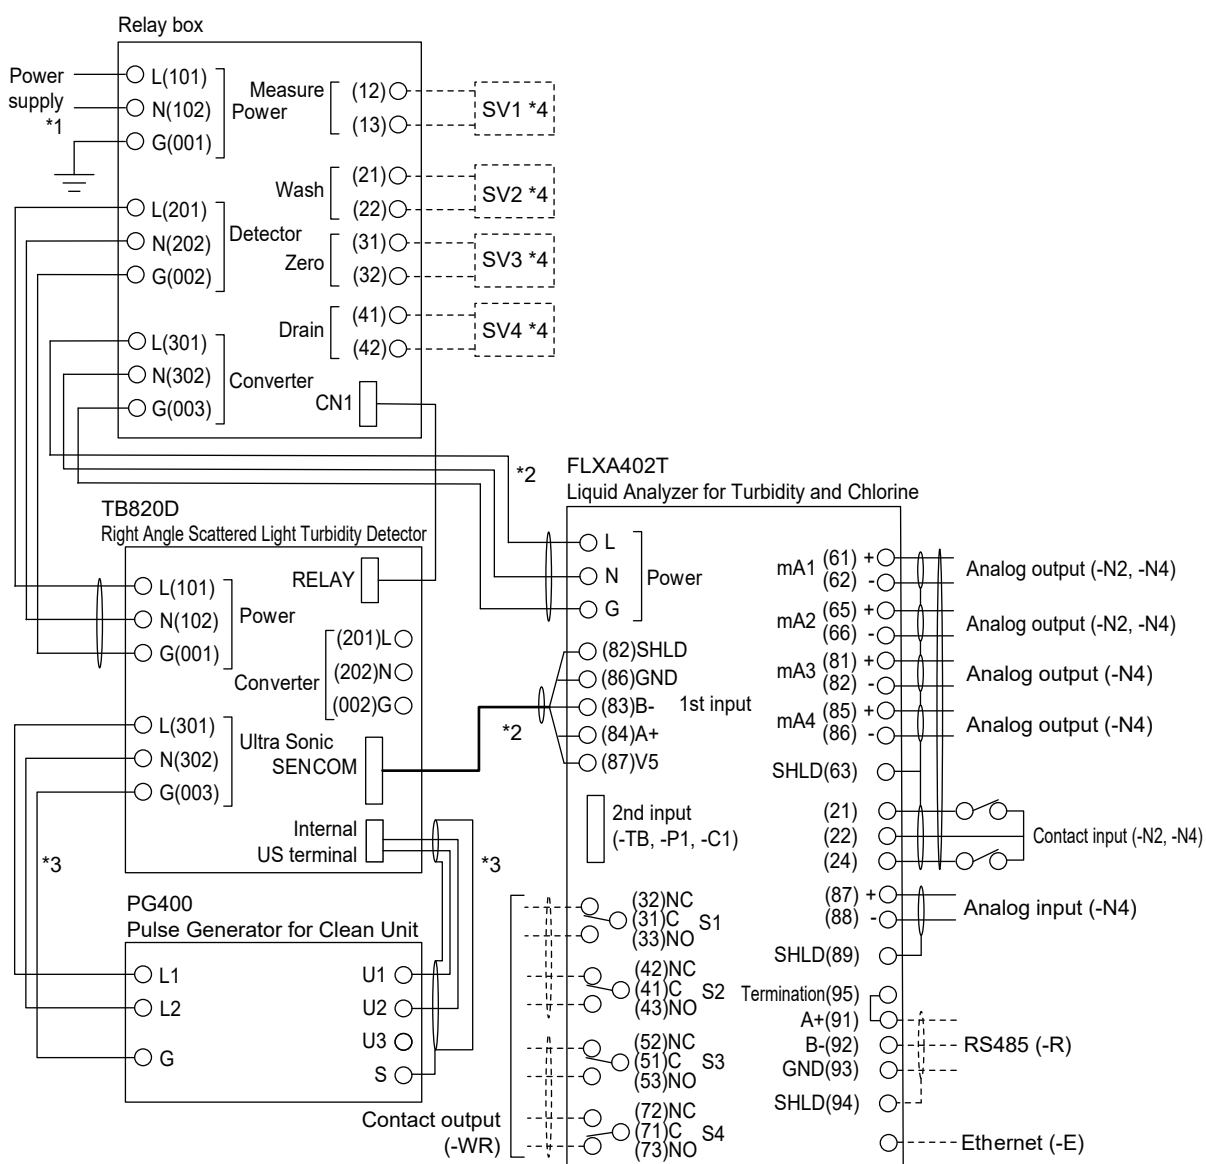 Relay box
Power
supply
*1
L(101)
N(102)
G(001)
Power
Measure
(12)
(13)
SV1 *4
Wash
(21)
(22)
SV2 *4
L(201)
N(202)
G(002)
Detector
Zero
(31)
(32)
SV3 *4
Drain
(41)
(42)
SV4 *4
L(301)
N(302)
G(003)
Converter
CN1
*2
TB820D
Right Angle Scattered Light Turbidity Detector
RELAY
L(101)
N(102)
G(001)
Power
Converter
(201)L
(202)N
(002)G
L(301)
N(302)
G(003)
Ultra Sonic
SENCOM
*2
Internal
US terminal
*3
*3
PG400
Pulse Generator for Clean Unit
L1
L2
G
U1
U2
U3
S
FLXA402T
Liquid Analyzer for Turbidity and Chlorine
L
N
G
Power
(82)SHLD
(86)GND
(83)B-
(84)A+
(87)V5
1st input
2nd input
(-TB, -P1, -C1)
(32)NC
(31)C
(33)NO
S1
(42)NC
(41)C
(43)NO
S2
(52)NC
(51)C
(53)NO
S3
(72)NC
(71)C
(73)NO
S4
Contact output
(-WR)
mA1
(61) +
(62) -
Analog output (-N2, -N4)
mA2
(65) +
(66) -
Analog output (-N2, -N4)
mA3
(81) +
(82) -
Analog output (-N4)
mA4
(85) +
(86) -
Analog output (-N4)
SHLD(63)
(21)
(22)
(24)
Contact input (-N2, -N4)
(87) +
(88) -
Analog input (-N4)
SHLD(89)
Termination(95)
A+(91)
B-(92)
GND(93)
SHLD(94)
RS485 (-R)
Ethernet (-E)